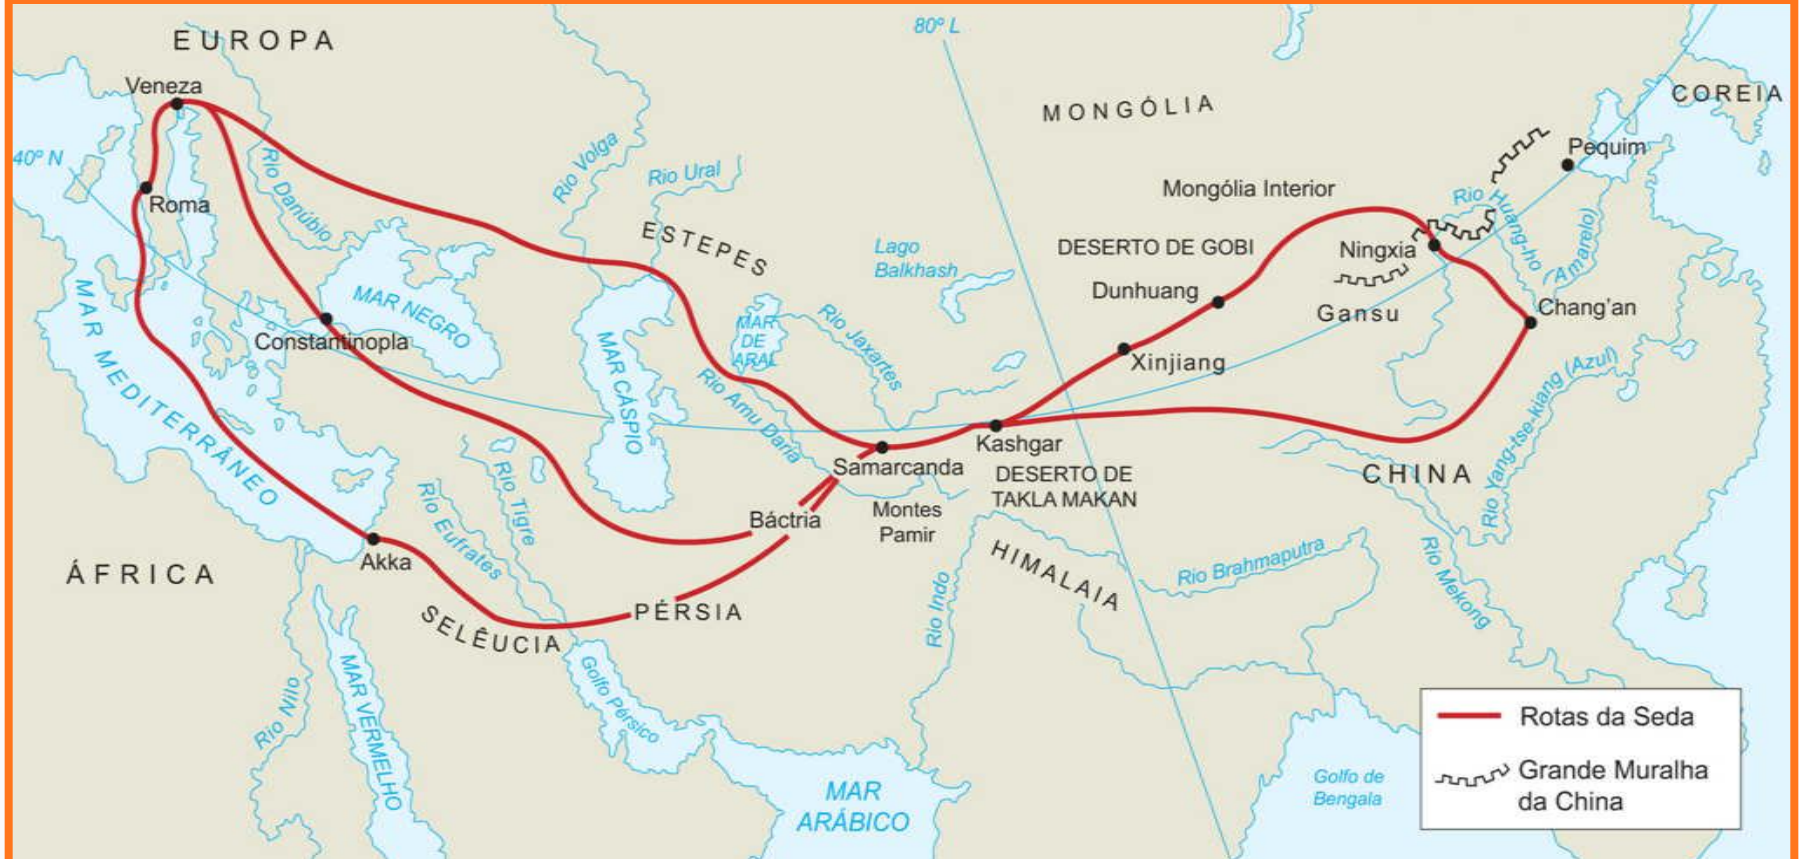 EUROPA
80º L
Veneza
MONGÓLIA
COREIA
40º N
Rio Danúbio
Rio Volga
Rio Ural
Pequim
Mongólia Interior
Rio Huang-ho (Amarelo)
Roma
ESTEPES
Lago
Balkhash
DESERTO DE GOBI
Ningxia
Dunhuang
Gansu
Chang'an
MAR NEGRO
Constantinopla
MAR
DE
ARAL
Rio Jaxartes
Xinjiang
MAR MEDITERRÂNEO
MAR CÁSPIO
Rio Amu Daria
Rio Yang-tse-kiang (Azul)
Kashgar
Samarcanda
DESERTO DE
TAKLA MAKAN
CHINA
Rio Tigre
Rio Eufrates
Báctria
Montes
Pamir
Akka
ÁFRICA
HIMALAIA
Rio Brahmaputra
Rio Mekong
Rio Indo
SELÊUCIA
PÉRSIA
Rio Nilo
MAR VERMELHO
Golfo Pérsico
MAR
ARÁBICO
Golfo de
Bengala
Rotas da Seda
Grande Muralha
da China